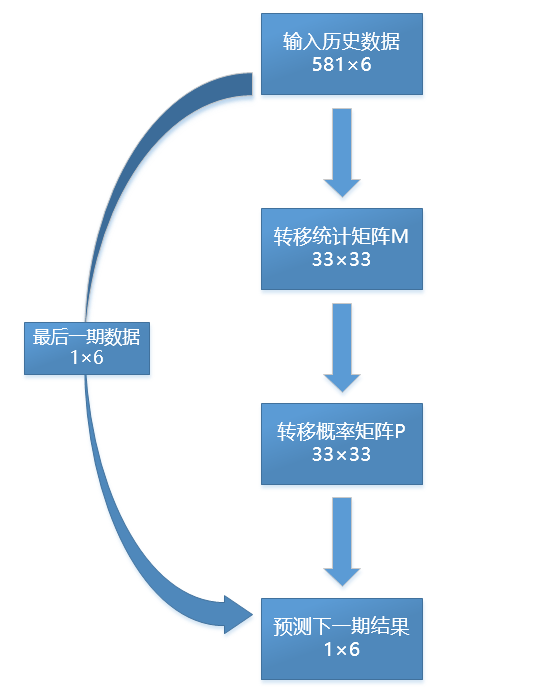 输入历史数据
581×6
转移统计矩阵M
33×33
最后一期数据
1×6
转移概率矩阵P
33×33
预测下一期结果
1×6